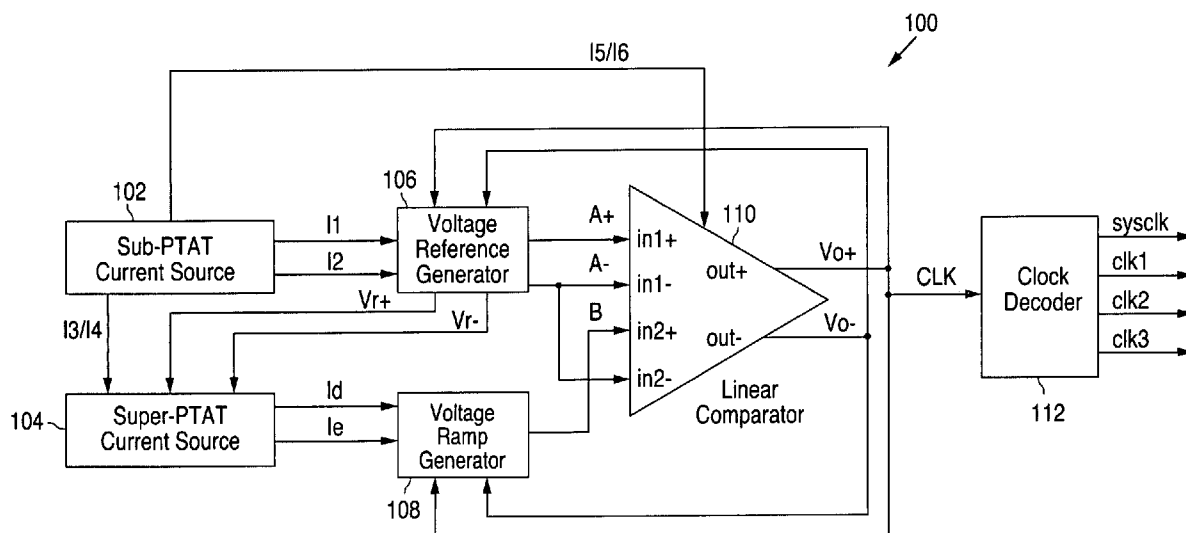 100
I5/I6
102
Sub-PTAT
Current Source
I1
I2
106
Voltage
Reference
Generator
A+
A-
B
in1+
in1-
in2+
in2-
110
out+
out-
Linear
Comparator
Vo+
Vo-
CLK
Clock
Decoder
112
sysclk
clk1
clk2
clk3
Vr+
Vr-
I3/I4
104
Super-PTAT
Current Source
Id
Ie
Voltage
Ramp
Generator
108